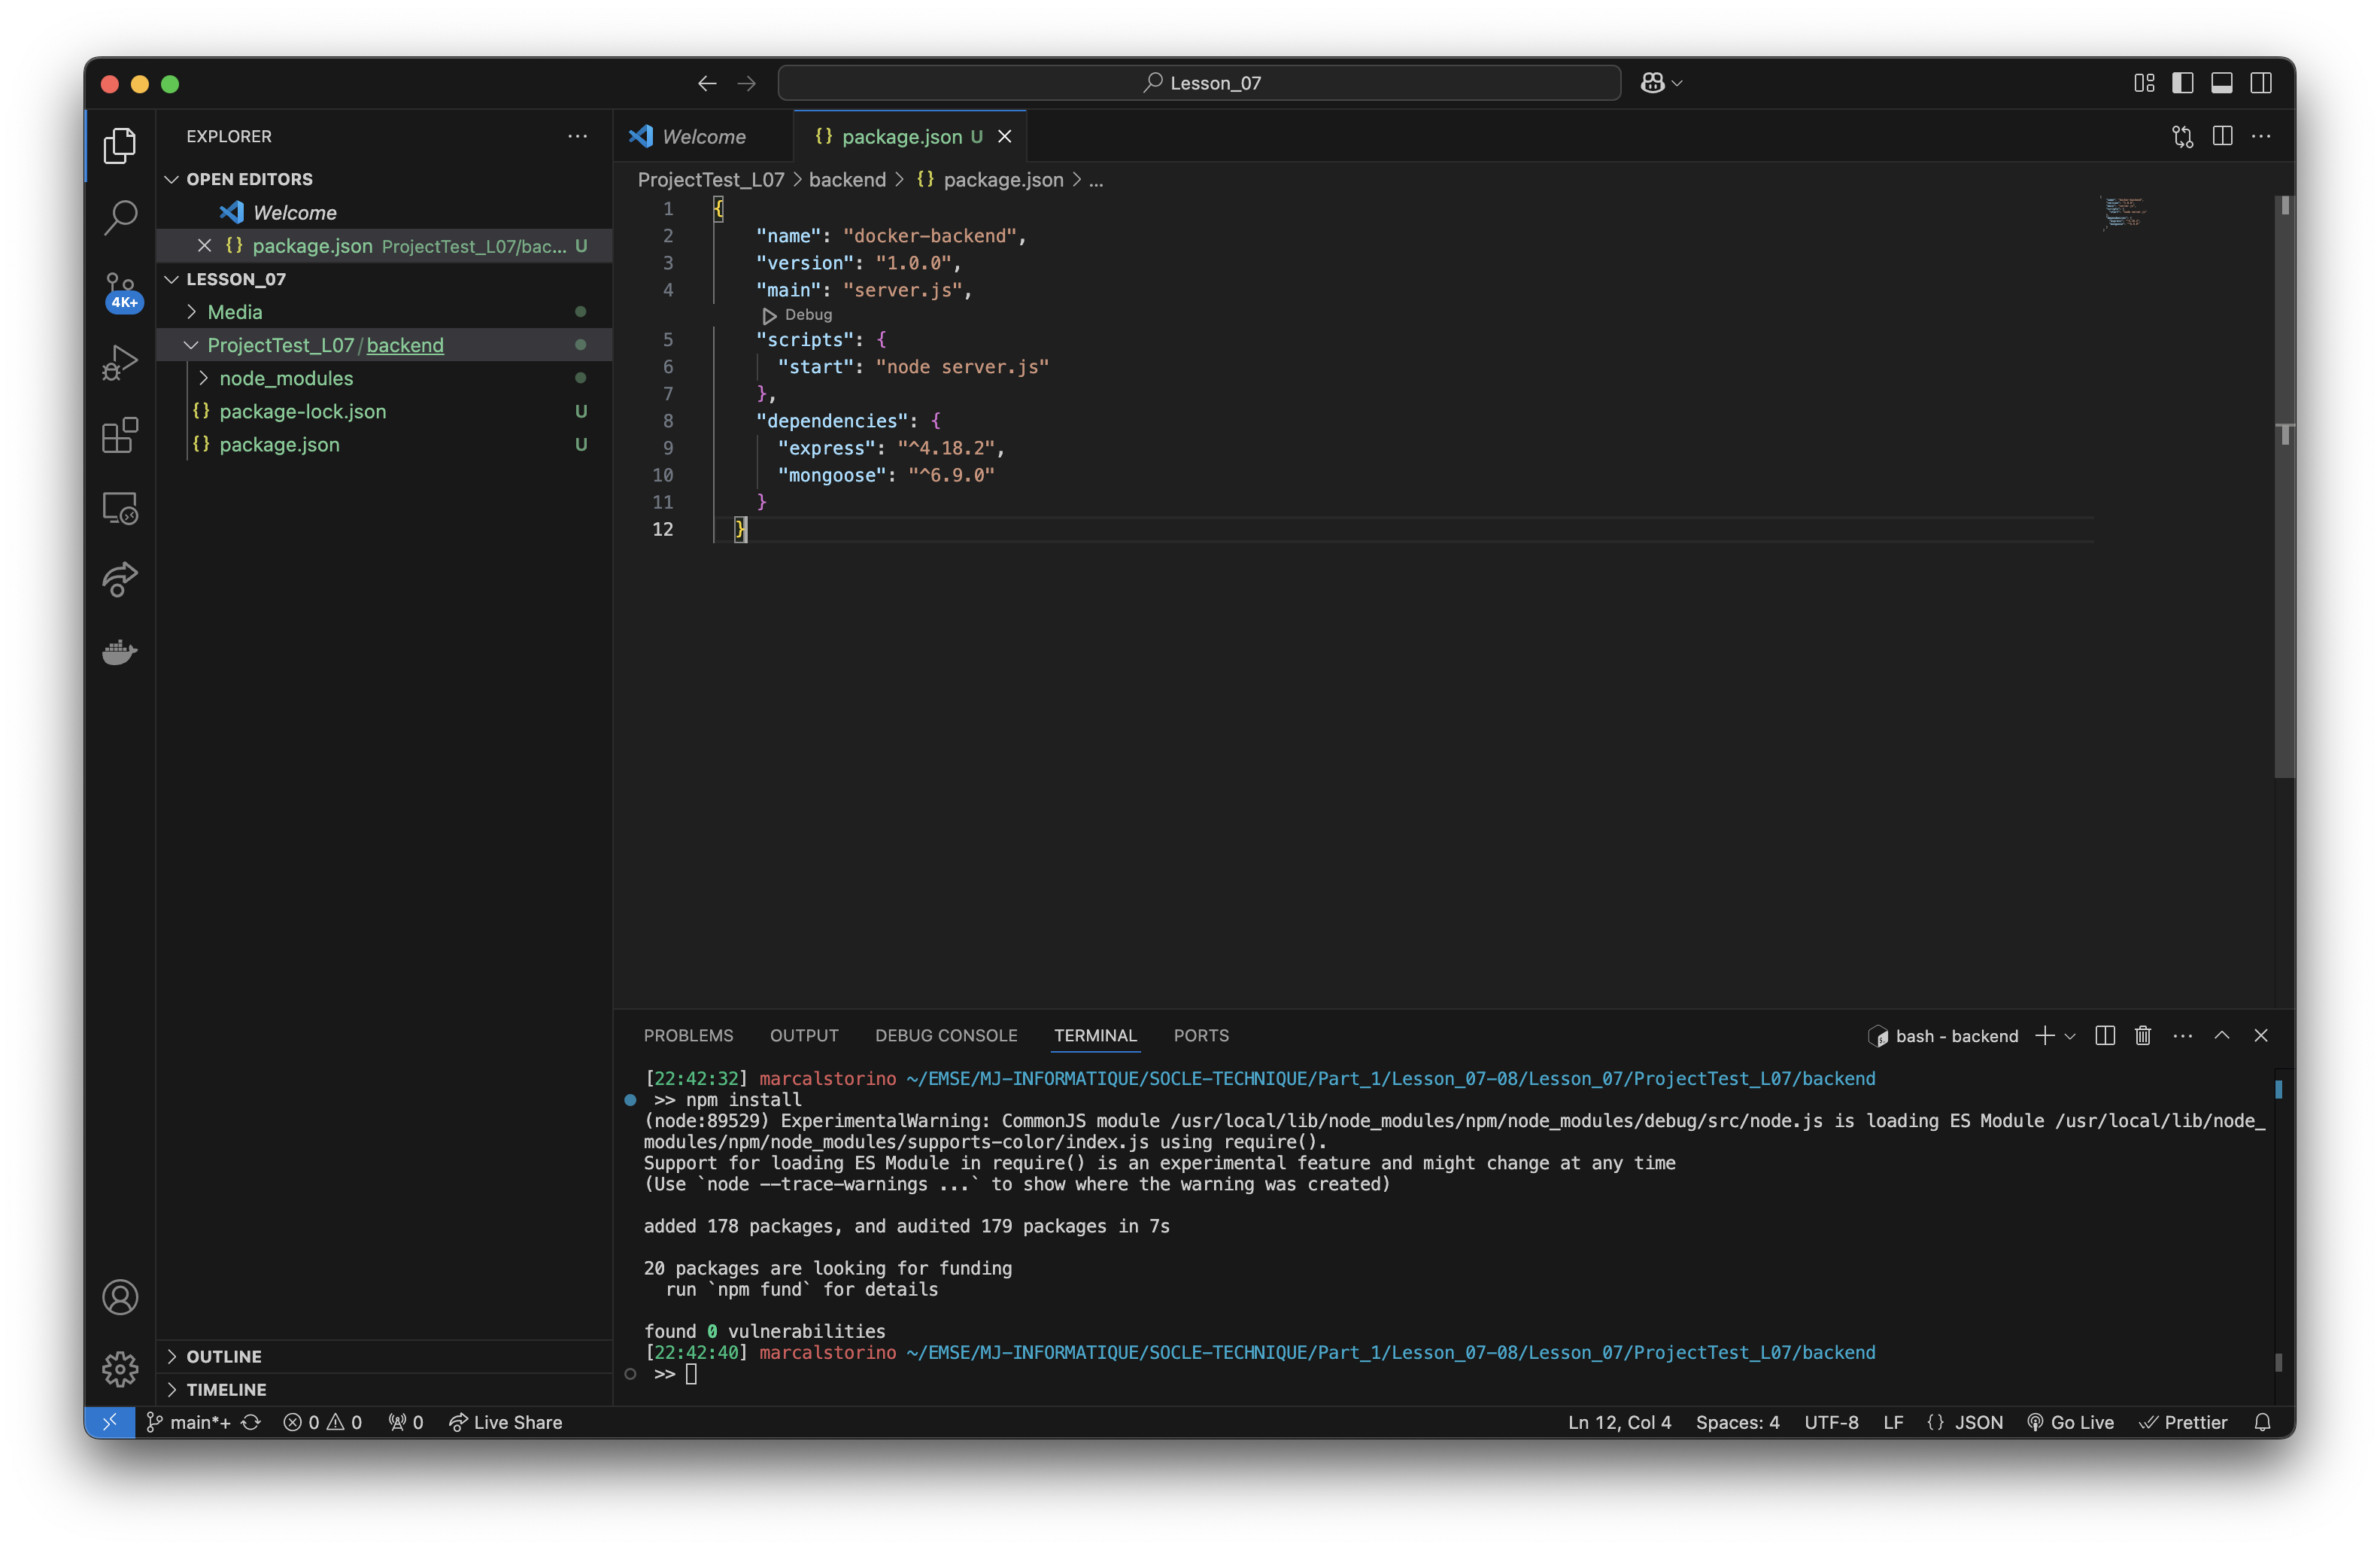 Lesson_07
EXPLORER
OPEN EDITORS
Welcome
package.json ProjectTest_L07/bac... U
LESSON_07
Media
ProjectTest_L07/backend
node_modules
package-lock.json U
package.json U
OUTLINE
TIMELINE
4K+
Welcome
{} package.json U
ProjectTest_L07 > backend > {} package.json > ...
1 {
2 "name": "docker-backend",
3 "version": "1.0.0",
4 "main": "server.js",
Debug
5 "scripts": {
6 "start": "node server.js"
7 },
8 "dependencies": {
9 "express": "^4.18.2",
10 "mongoose": "^6.9.0"
11 }
12 }
PROBLEMS OUTPUT DEBUG CONSOLE TERMINAL PORTS
bash - backend
[22:42:32] marcalstorino ~/EMSE/MJ-INFORMATIQUE/SOCLE-TECHNIQUE/Part_1/Lesson_07-08/Lesson_07/ProjectTest_L07/backend
>> npm install
(node:89529) ExperimentalWarning: CommonJS module /usr/local/lib/node_modules/npm/node_modules/debug/src/node.js is loading ES Module /usr/local/lib/node_
modules/npm/node_modules/supports-color/index.js using require().
Support for loading ES Module in require() is an experimental feature and might change at any time
(Use `node --trace-warnings ...` to show where the warning was created)
added 178 packages, and audited 179 packages in 7s
20 packages are looking for funding
run `npm fund` for details
found 0 vulnerabilities
[22:42:40] marcalstorino ~/EMSE/MJ-INFORMATIQUE/SOCLE-TECHNIQUE/Part_1/Lesson_07-08/Lesson_07/ProjectTest_L07/backend
>>
main*+ 0 0 0 Live Share
Ln 12, Col 4 Spaces: 4 UTF-8 LF {} JSON Go Live Prettier